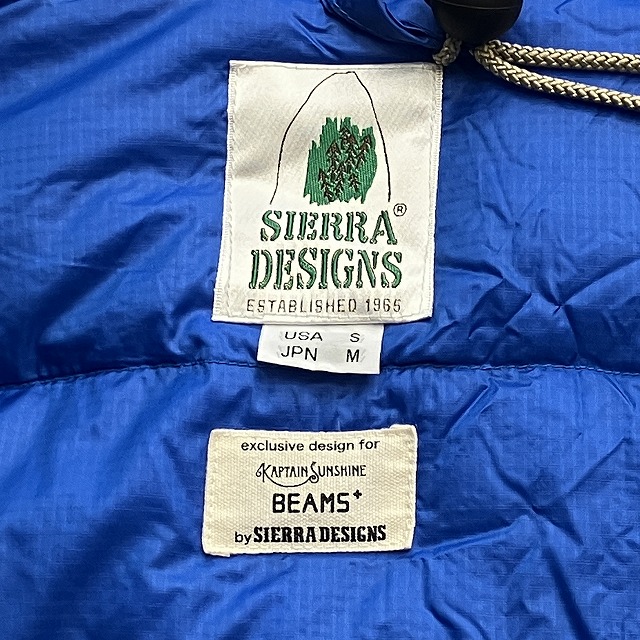 ®
SIERRA
DESIGNS
ESTABLISHED 1965
USA S
JPN M
exclusive design for
KAPTAIN SUNSHINE
BEAMS+
by SIERRA DESIGNS